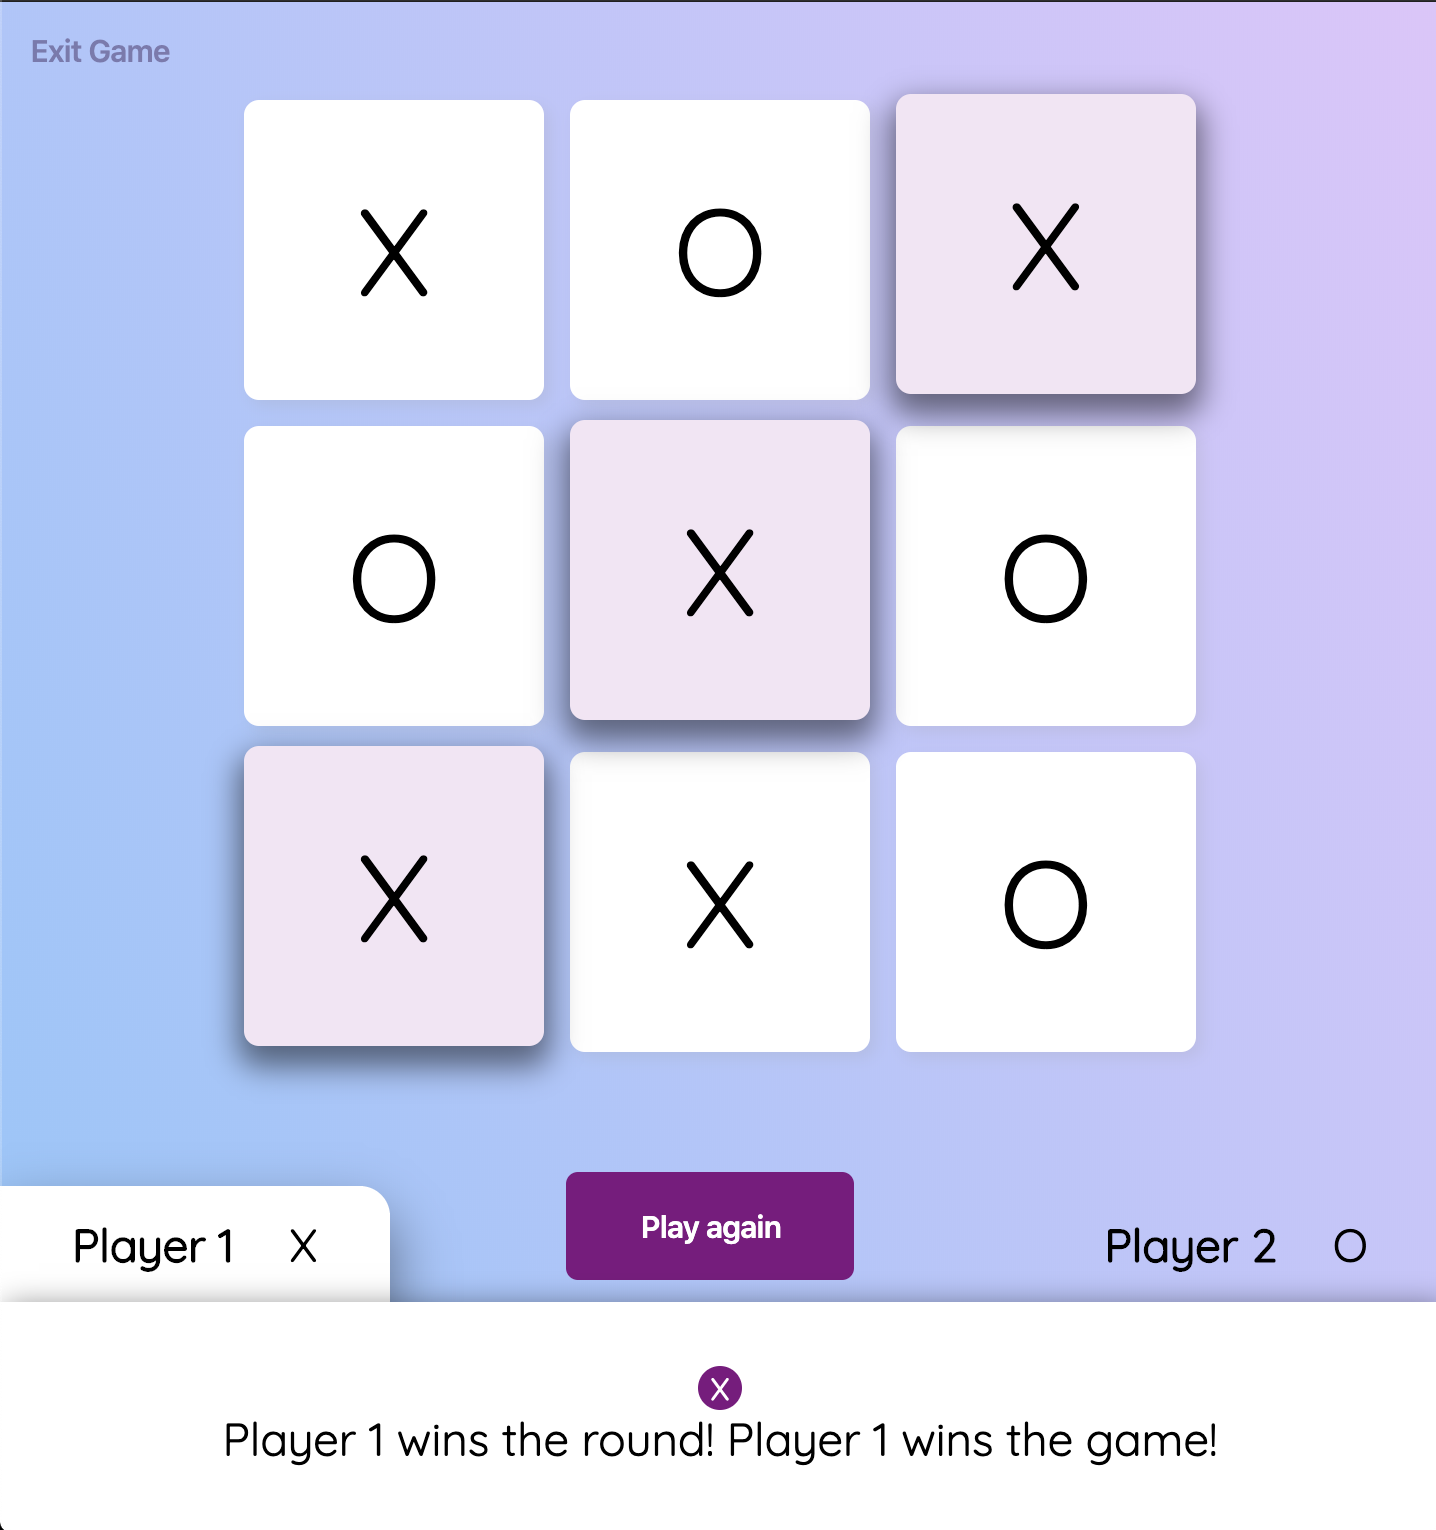 Exit Game
X O X
O X O
X X O
Play again
Player 1 X
Player 2 O
X
Player 1 wins the round! Player 1 wins the game!